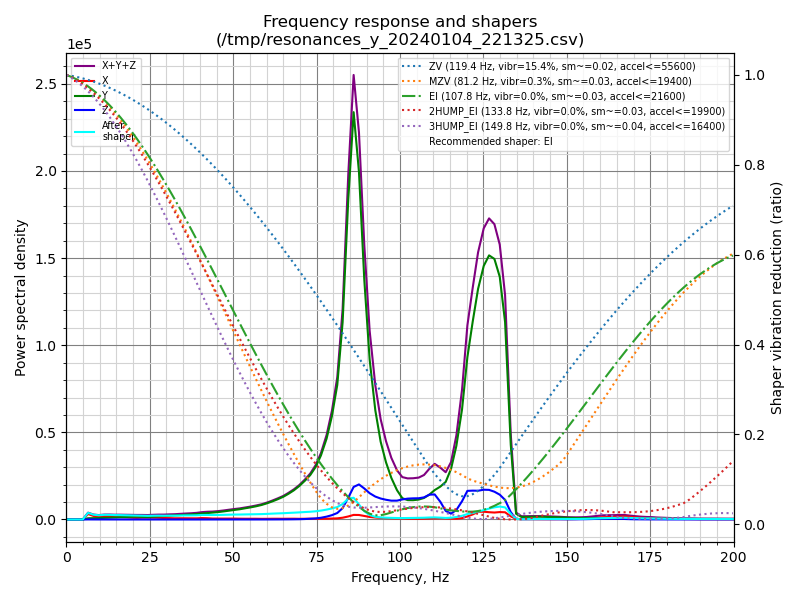 Frequency response and shapers
(/tmp/resonances_y_20240104_221325.csv)
1e5
X+Y+Z
X
Y
Z
After
shaper
ZV (119.4 Hz, vibr=15.4%, sm~=0.02, accel<=55600)
MZV (81.2 Hz, vibr=0.3%, sm~=0.03, accel<=19400)
EI (107.8 Hz, vibr=0.0%, sm~=0.03, accel<=21600)
2HUMP_EI (133.8 Hz, vibr=0.0%, sm~=0.03, accel<=19900)
3HUMP_EI (149.8 Hz, vibr=0.0%, sm~=0.04, accel<=16400)
Recommended shaper: EI
2.5
2.0
1.5
1.0
0.5
0.0
Power spectral density
1.0
0.8
0.6
0.4
0.2
0.0
Shaper vibration reduction (ratio)
0 25 50 75 100 125 150 175 200
Frequency, Hz